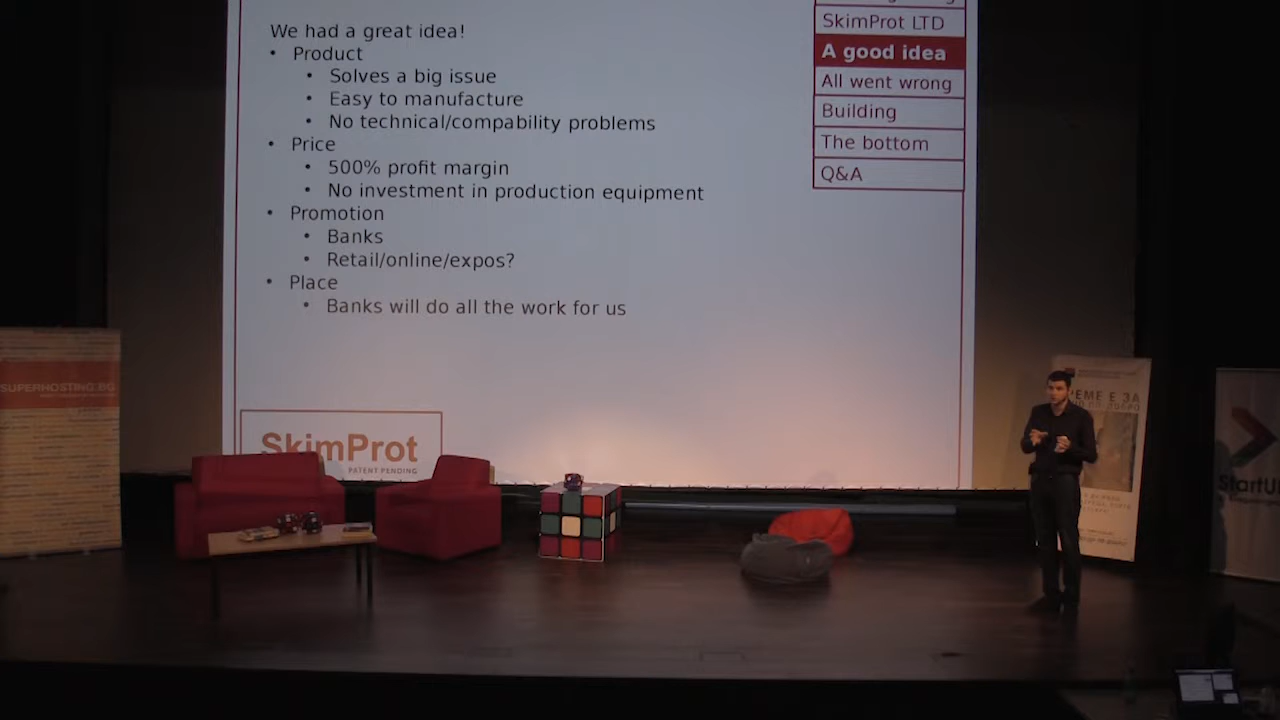 We had a great idea!
• Product
• Solves a big issue
• Easy to manufacture
• No technical/compability problems
• Price
• 500% profit margin
• No investment in production equipment
• Promotion
• Banks
• Retail/online/expos?
• Place
• Banks will do all the work for us
SkimProt LTD
A good idea
All went wrong
Building
The bottom
Q&A
SkimProt
PATENT PENDING
SUPERHOSTING.BG
ВРЕМЕ Е ЗА
StartUP